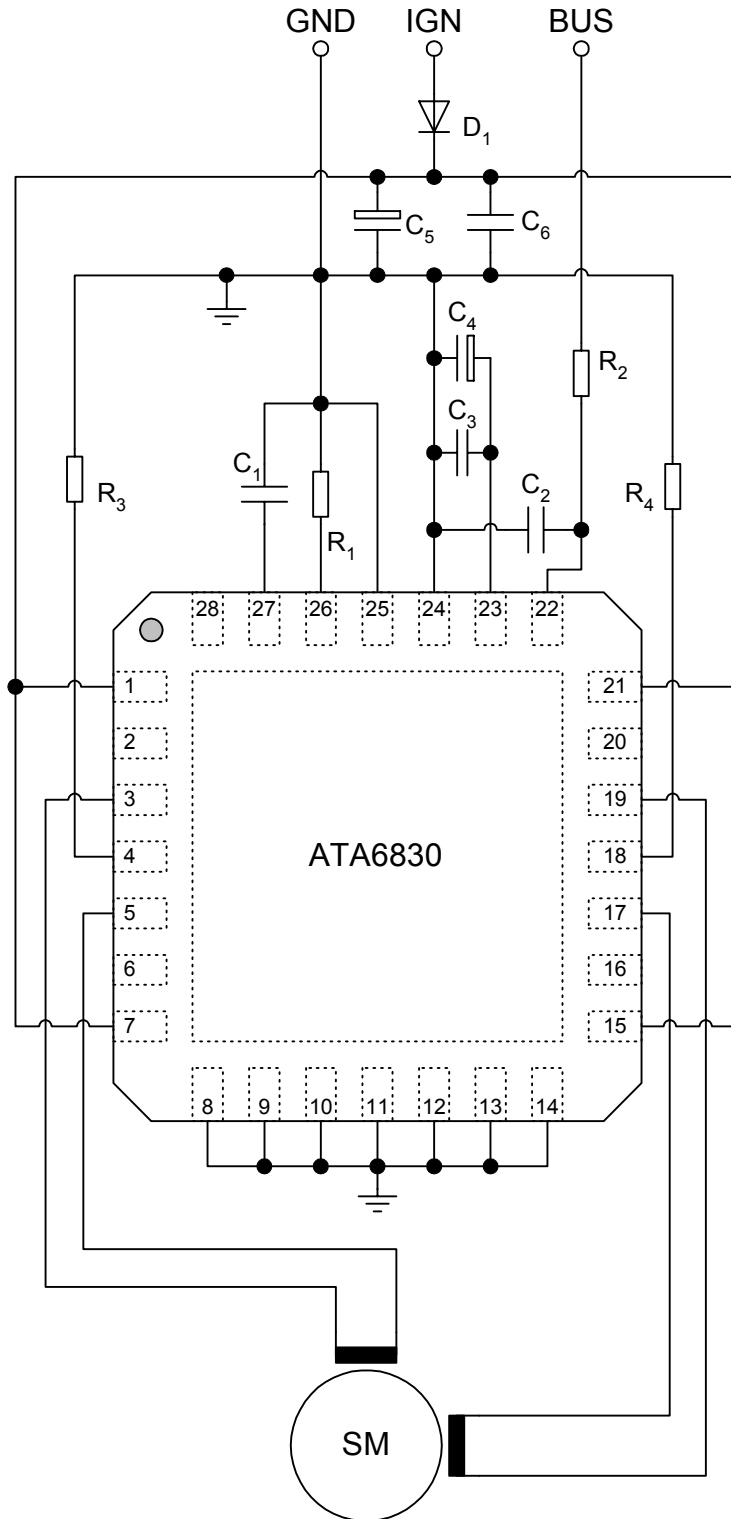 GND IGN BUS
D1
C5 C6
C4
R2
C3
C1 C2
R3 R1 R4
28 27 26 25 24 23 22
1 21
2 20
3 19
ATA6830
4 18
5 17
6 16
7 15
8 9 10 11 12 13 14
SM